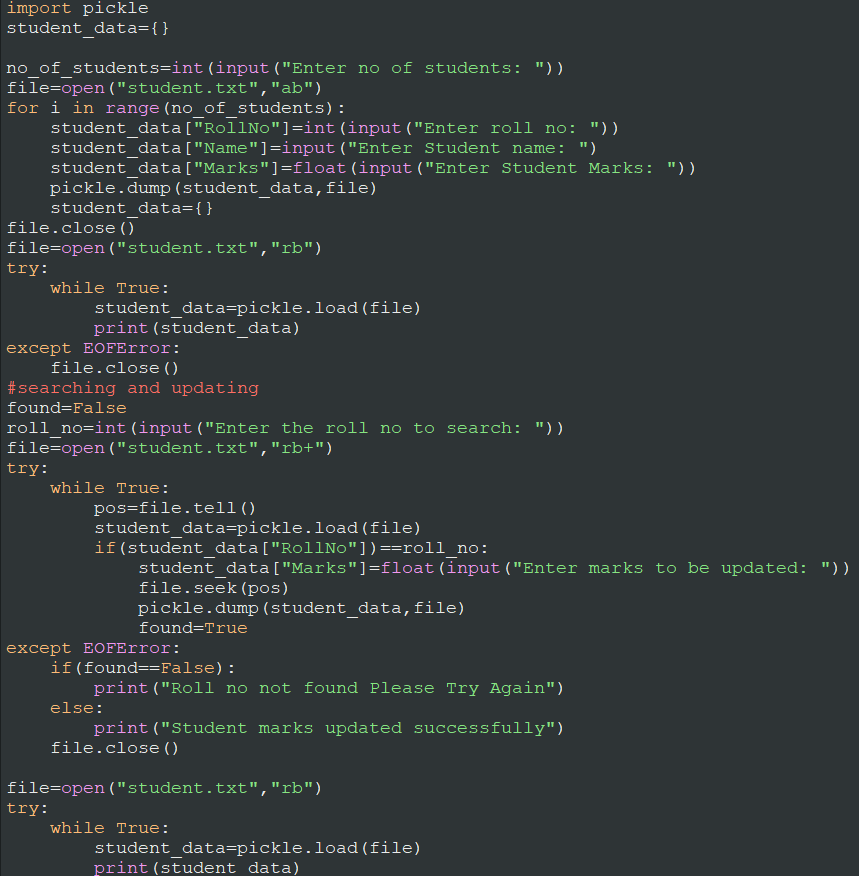 import pickle
student_data={}
no_of_students=int(input("Enter no of students: "))
file=open("student.txt","ab")
for i in range(no_of_students):
    student_data["RollNo"]=int(input("Enter roll no: "))
    student_data["Name"]=input("Enter Student name: ")
    student_data["Marks"]=float(input("Enter Student Marks: "))
    pickle.dump(student_data,file)
    student_data={}
file.close()
file=open("student.txt","rb")
try:
    while True:
        student_data=pickle.load(file)
        print(student_data)
except EOFError:
    file.close()
#searching and updating
found=False
roll_no=int(input("Enter the roll no to search: "))
file=open("student.txt","rb+")
try:
    while True:
        pos=file.tell()
        student_data=pickle.load(file)
        if(student_data["RollNo"])==roll_no:
            student_data["Marks"]=float(input("Enter marks to be updated: "))
            file.seek(pos)
            pickle.dump(student_data,file)
            found=True
except EOFError:
    if(found==False):
        print("Roll no not found Please Try Again")
    else:
        print("Student marks updated successfully")
    file.close()
file=open("student.txt","rb")
try:
    while True:
        student_data=pickle.load(file)
        print(student_data)